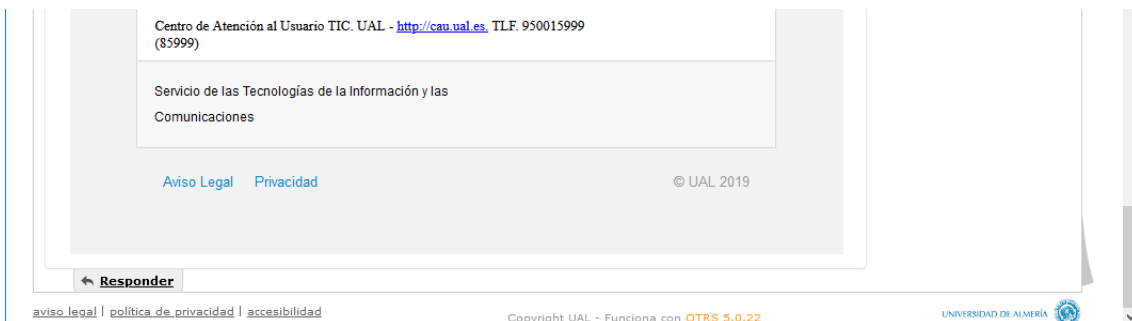 Centro de Atención al Usuario TIC. UAL - http://cau.ual.es. TLF. 950015999
(85999)
Servicio de las Tecnologías de la Información y las
Comunicaciones
Aviso Legal Privacidad © UAL 2019
Responder
aviso legal | política de privacidad | accesibilidad Copyright UAL - Funciona con OTRS 5.0.22 UNIVERSIDAD DE ALMERÍA